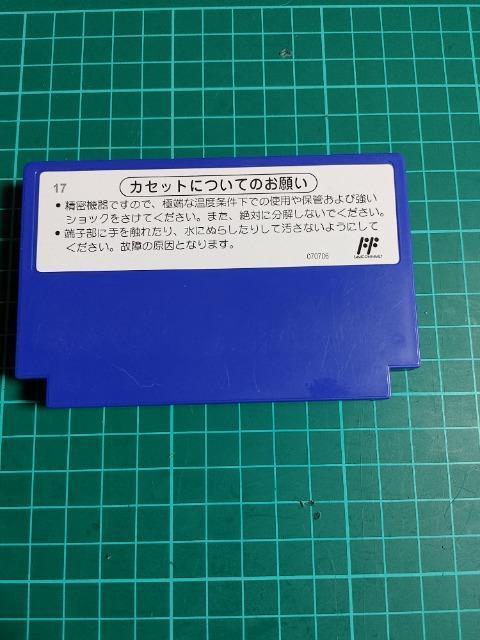 17
カセットについてのお願い
● 精密機器ですので、極端な温度条件下での使用や保管および強い
ショックをさけてください。また、絶対に分解しないでください。
● 端子部に手を触れたり、水にぬらしたりして汚さないようにして
ください。故障の原因となります。
070706